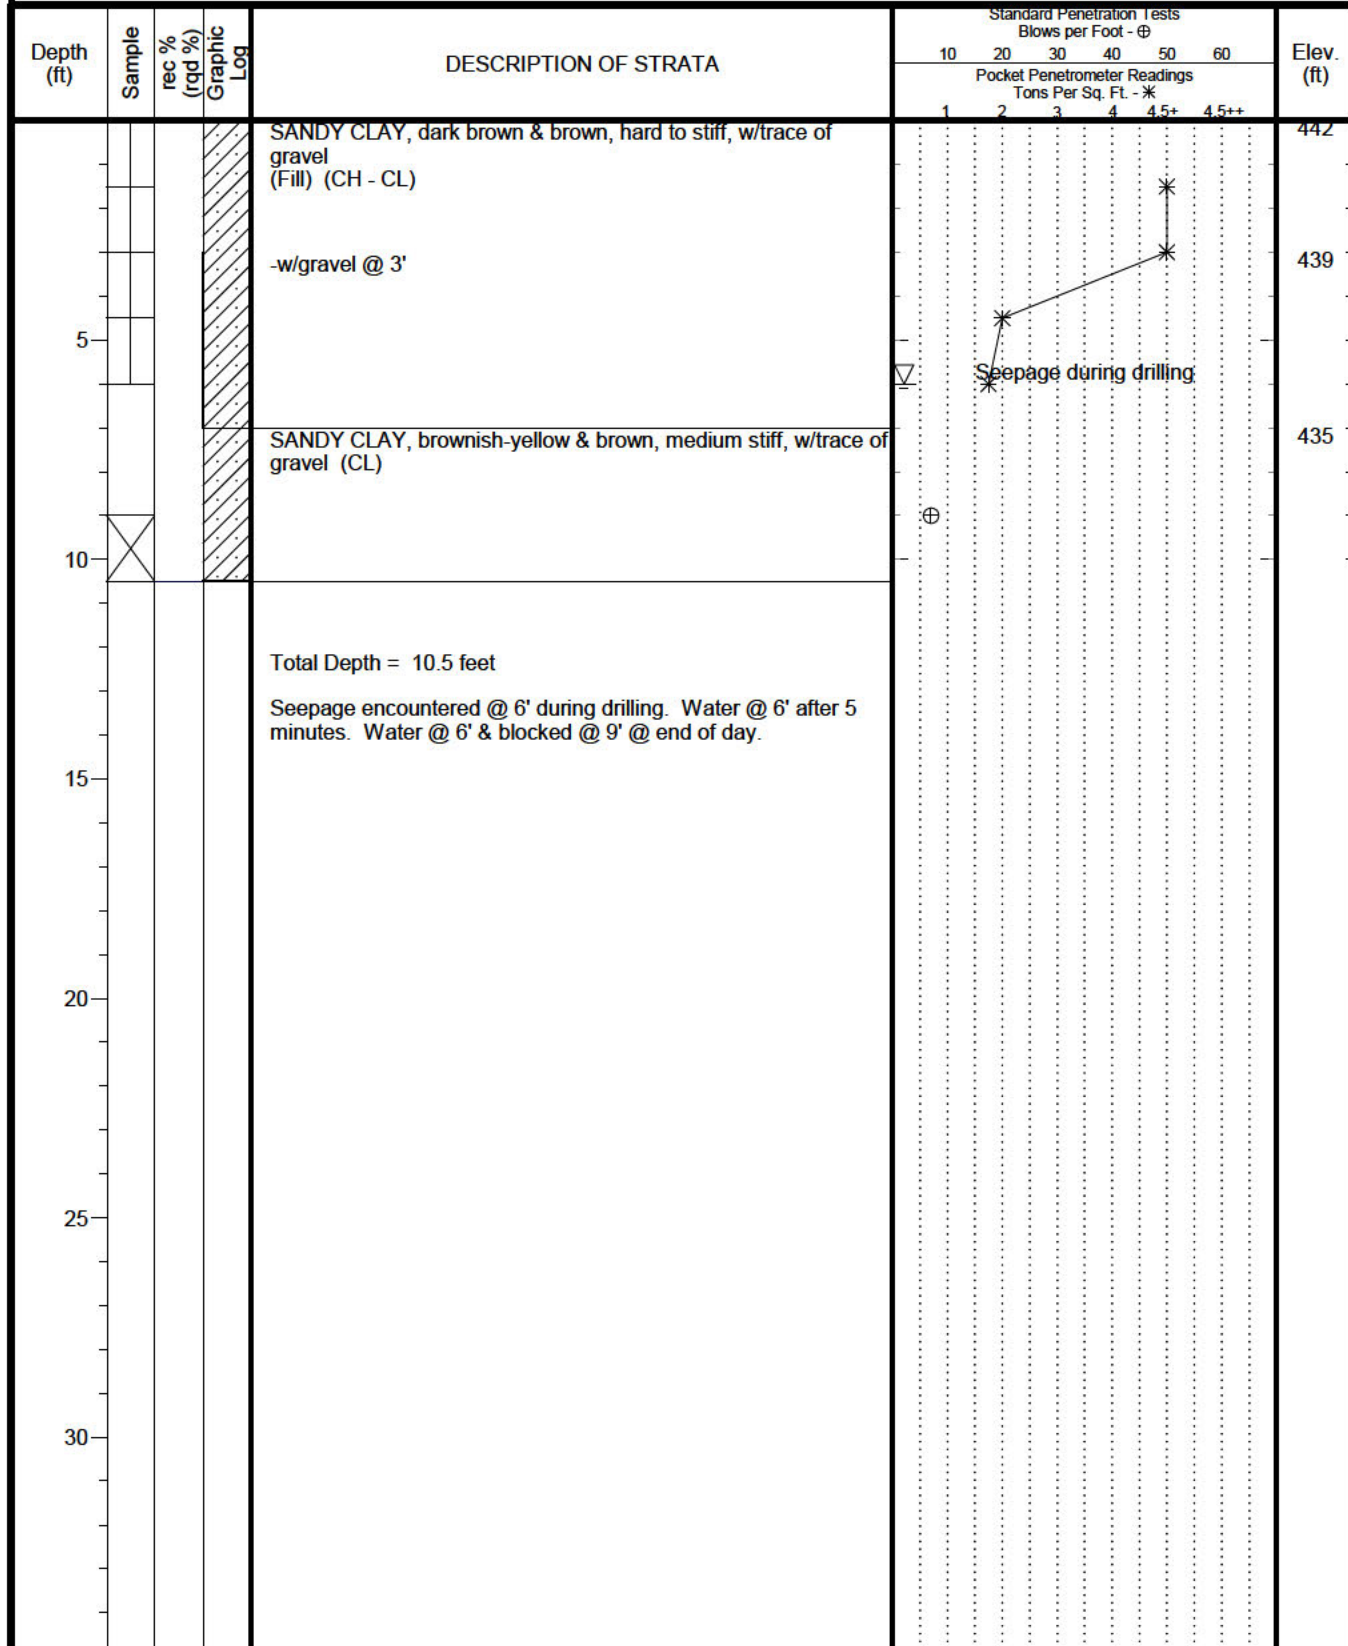 Depth
(ft)
Sample
rec %
(rqd %)
Graphic
Log
DESCRIPTION OF STRATA
Standard Penetration Tests
Blows per Foot - ⊕
10 20 30 40 50 60
Pocket Penetrometer Readings
Tons Per Sq. Ft. - ✳
1 2 3 4 4.5+ 4.5++
Elev.
(ft)
SANDY CLAY, dark brown & brown, hard to stiff, w/trace of
gravel
(Fill) (CH - CL)
442
-w/gravel @ 3'
439
5
Seepage during drilling
SANDY CLAY, brownish-yellow & brown, medium stiff, w/trace of
gravel (CL)
435
10
Total Depth = 10.5 feet
Seepage encountered @ 6' during drilling. Water @ 6' after 5
minutes. Water @ 6' & blocked @ 9' @ end of day.
15
20
25
30